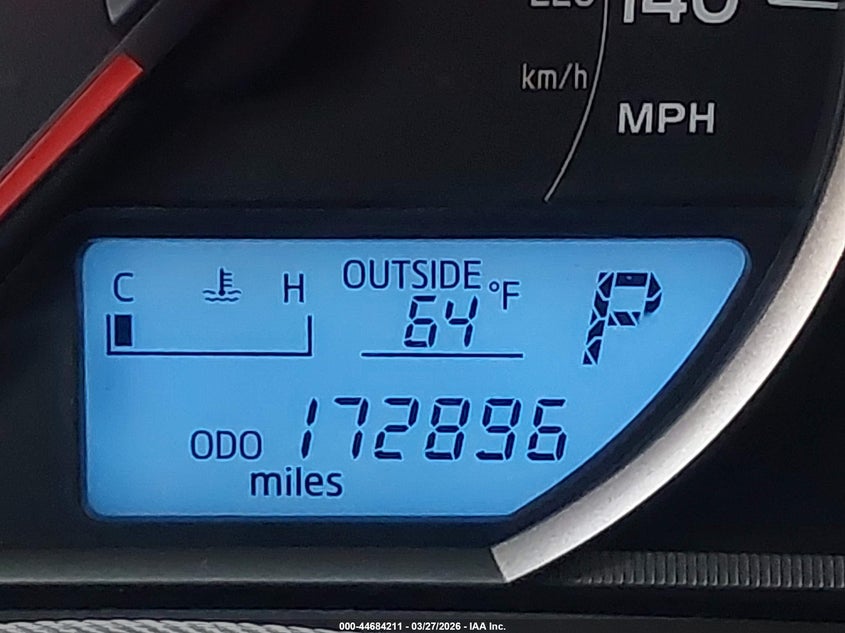 140
km/h
MPH
C H OUTSIDE °F
64
P
ODO 172896
miles
000-44684211 - 03/27/2026 - IAA Inc.